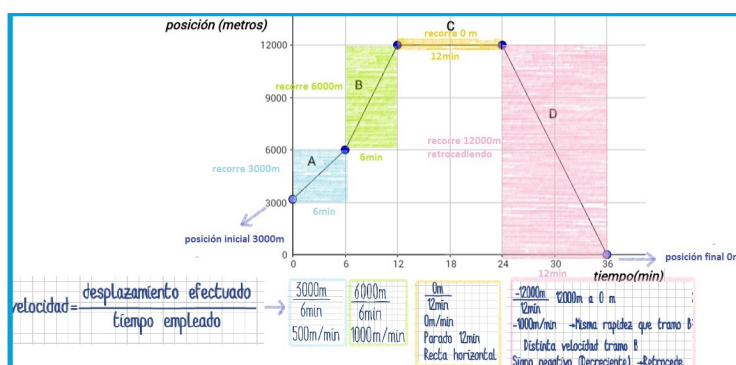 posición (metros)
C
recorre 0 m
12000
12min
B
recorre 6000m
9000
D
recorre 12000m
retrocediendo
6000
A
6min
recorre 3000m
3000
6min
posición inicial 3000m
posición final 0m
0
0 6 12 18 24 30 36
12min
tiempo(min)
velocidad = desplazamiento efectuado
tiempo empleado
3000m
6min
500m/min
6000m
6min
1000m/min
0m
12min
0m/min
Parado 12min
Recta horizontal
-12000m
12min
12000m a 0 m
-1000m/min →Misma rapidez que tramo B
Distinta velocidad tramo B
Signo negativo (Decreciente) →Retrocede